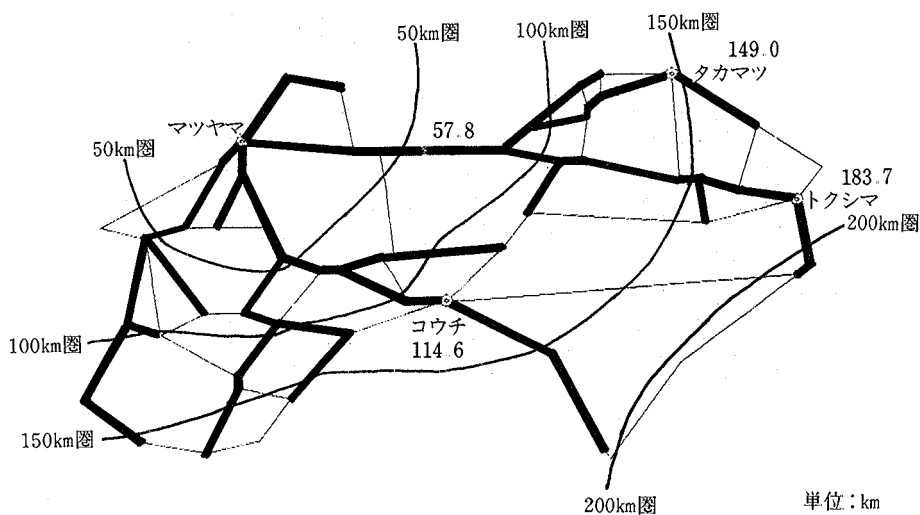 150km圏
50km圏
100km圏
149.0
タカマツ
マツヤマ
57.8
50km圏
183.7
トクシマ
200km圏
コウチ
114.6
100km圏
150km圏
200km圏
単位:km